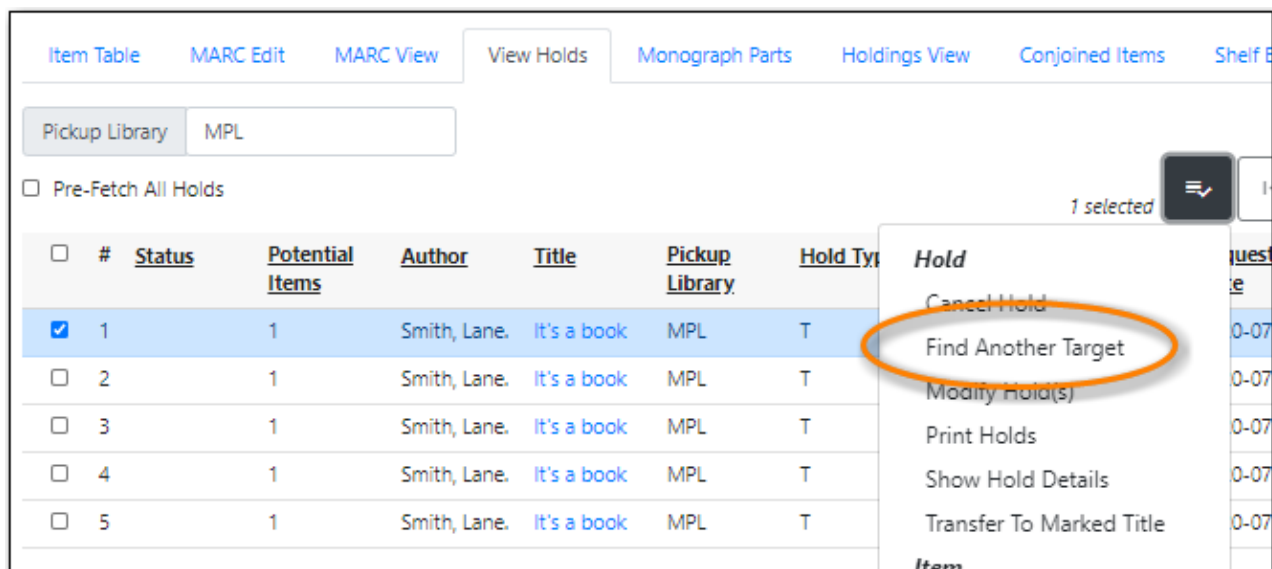 Item Table MARC Edit MARC View View Holds Monograph Parts Holdings View Conjoined Items Shelf
Pickup Library MPL
Pre-Fetch All Holds
1 selected
# Status Potential Items Author Title Pickup Library Hold
1 1 Smith, Lane. It's a book MPL T
2 1 Smith, Lane. It's a book MPL T
3 1 Smith, Lane. It's a book MPL T
4 1 Smith, Lane. It's a book MPL T
5 1 Smith, Lane. It's a book MPL T
Hold
Cancel Hold
Find Another Target
Modify Hold(s)
Print Holds
Show Hold Details
Transfer To Marked Title
Item